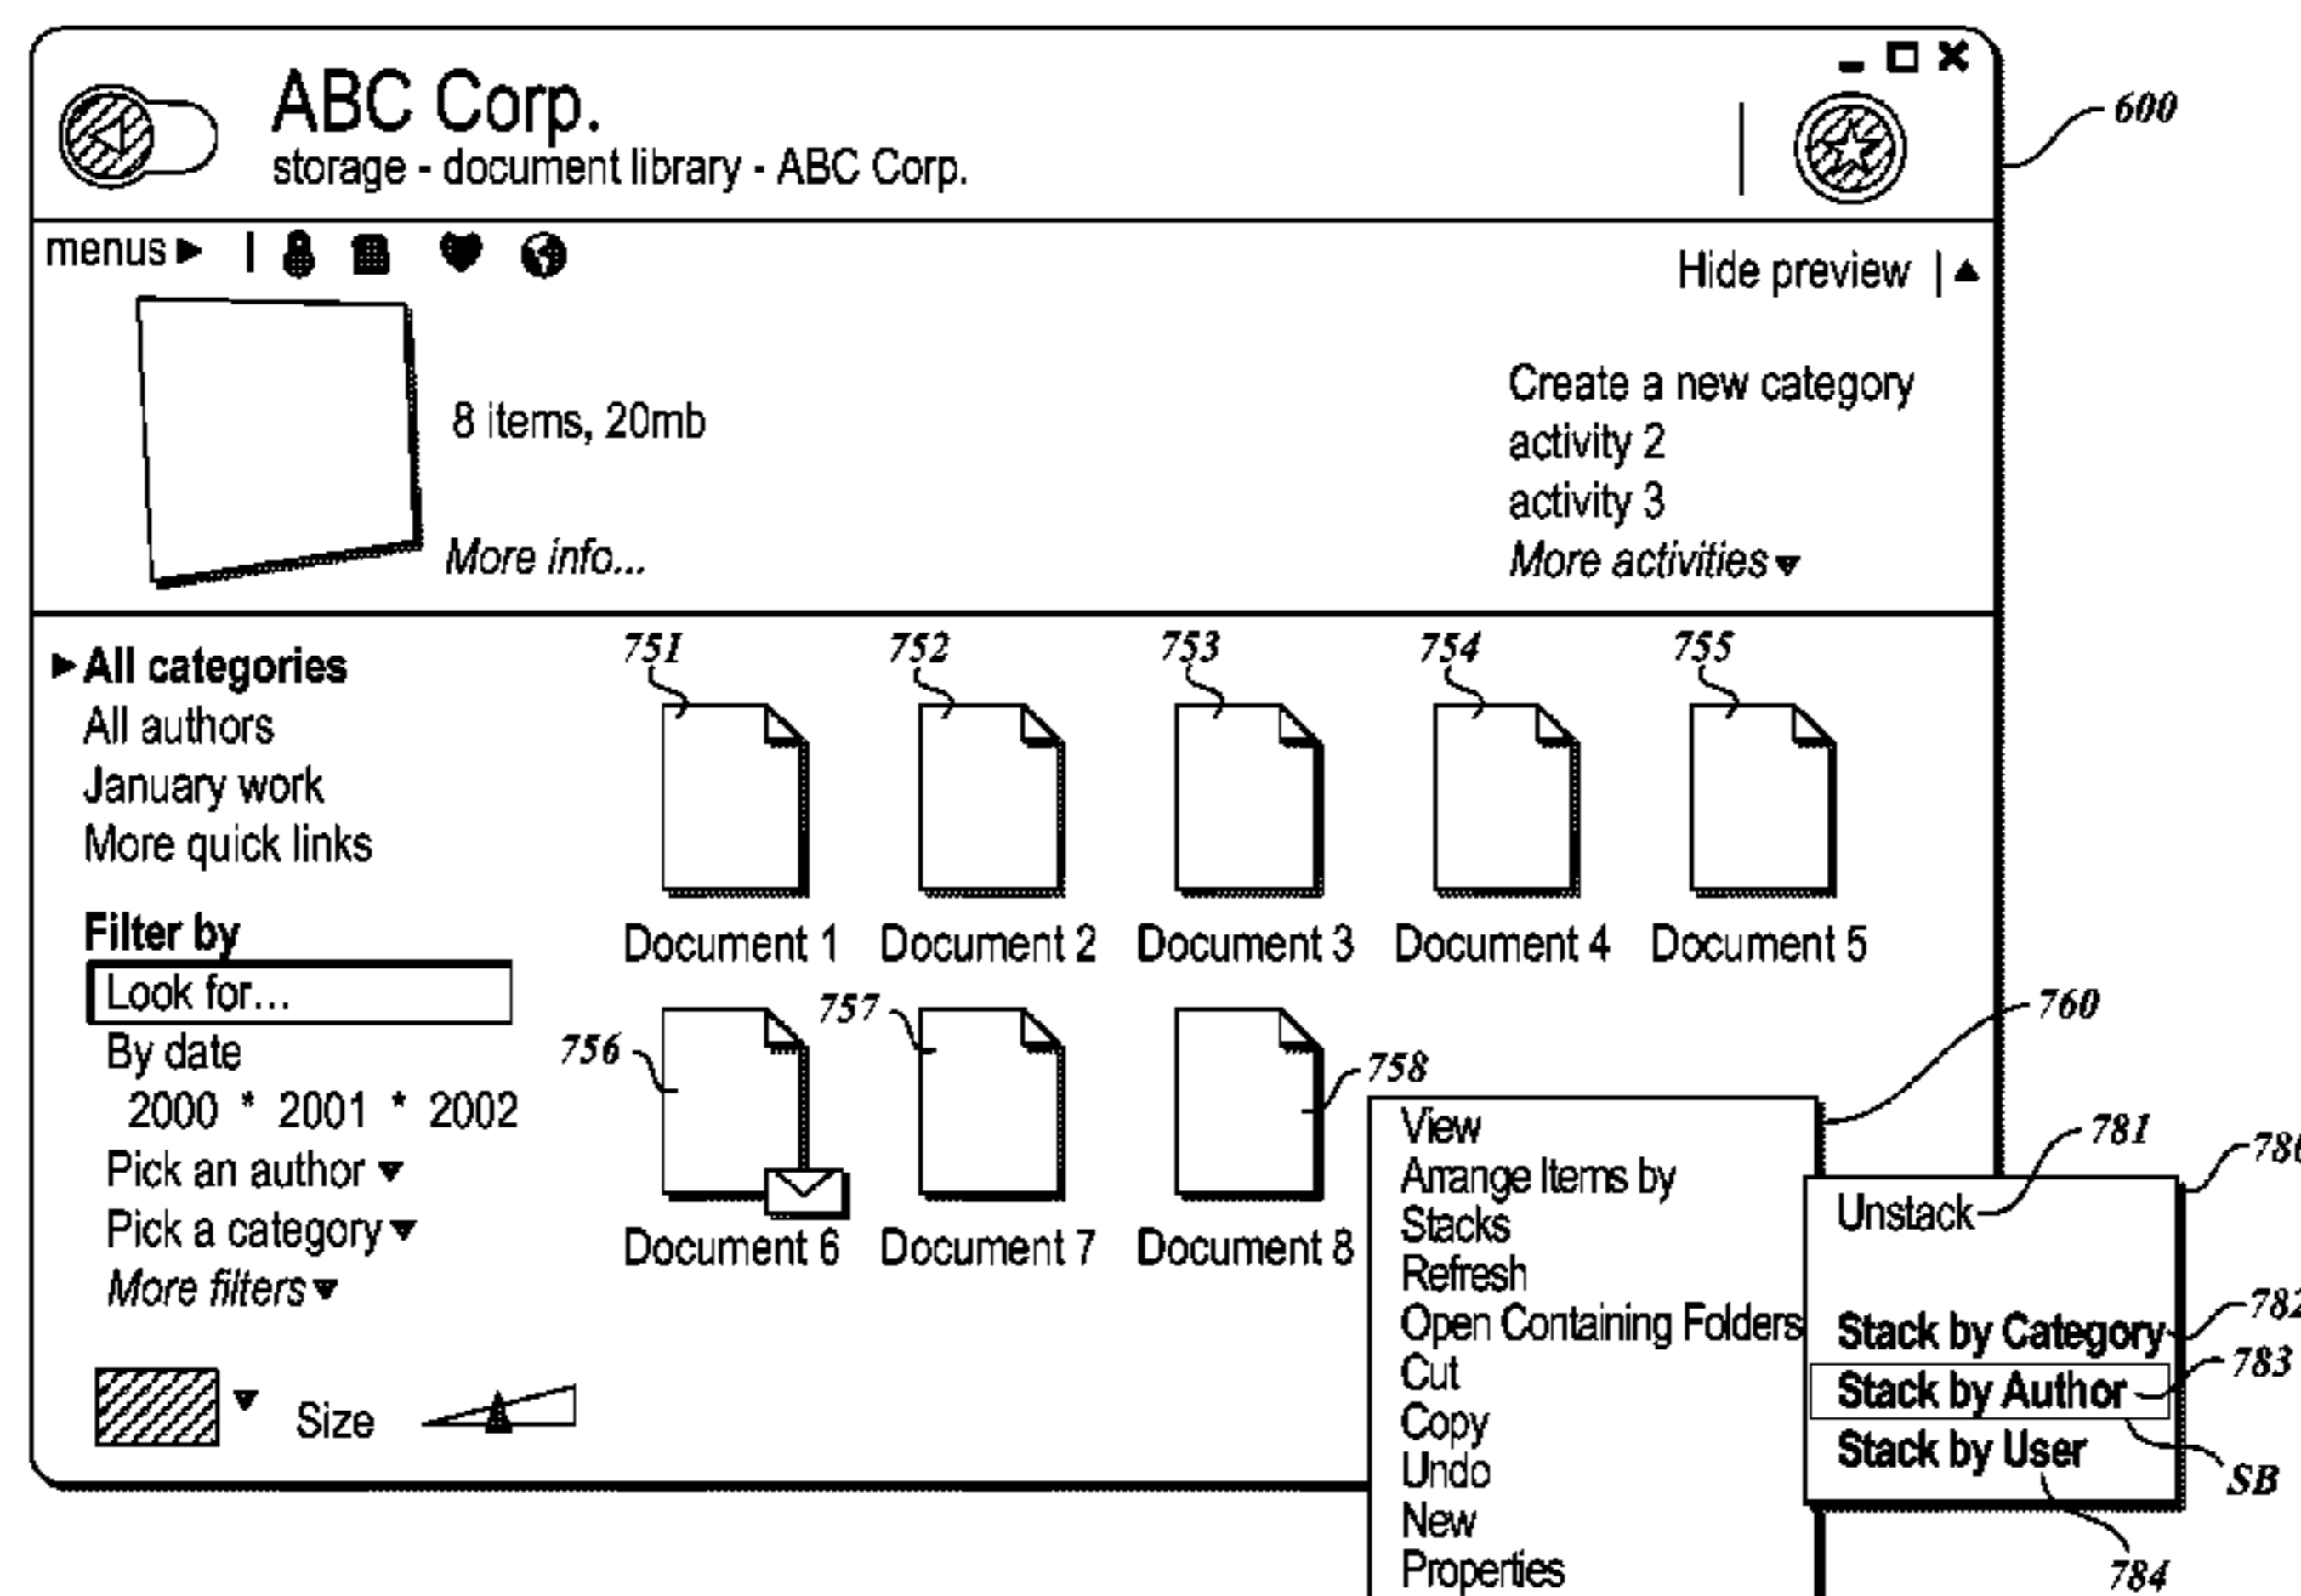 ABC Corp.
storage - document library - ABC Corp.
600
menus
Hide preview
8 items, 20mb
More info...
Create a new category
activity 2
activity 3
More activities
All categories
All authors
January work
More quick links
Filter by
Look for...
By date
2000 * 2001 * 2002
Pick an author
Pick a category
More filters
Size
751 752 753 754 755
Document 1 Document 2 Document 3 Document 4 Document 5
756 757 758
Document 6 Document 7 Document 8
760
View
Arrange Items by
Stacks
Refresh
Open Containing Folders
Cut
Copy
Undo
New
Properties
781
Unstack
782
Stack by Category
783
Stack by Author
SB
Stack by User
784